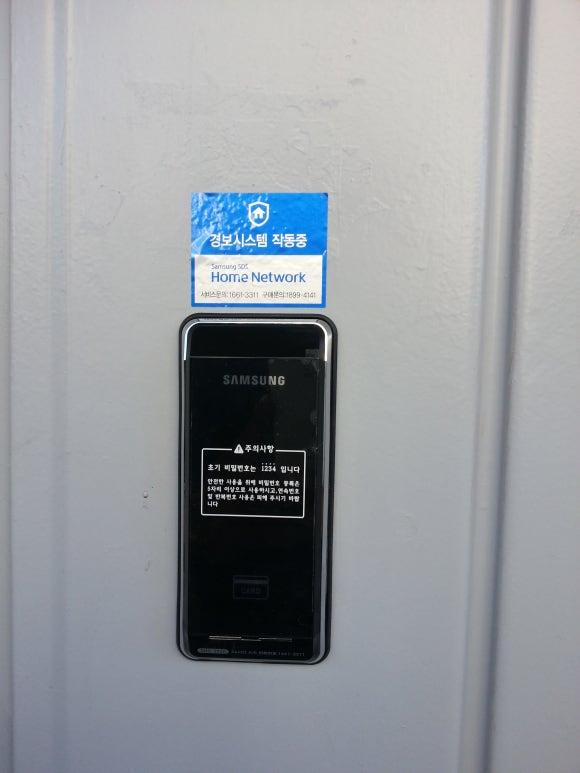 경보시스템 작동중
Samsung SDS
Home Network
서비스문의:1661-3311 구매문의:1899-4141
SAMSUNG
주의사항
초기 비밀번호는 1234 입니다
안전한 사용을 위해 비밀번호 등록은
5자리 이상으로 사용하시고,연속번호
및 반복번호 사용은 피해 주시기 바랍
니다
CARD
1661-3311